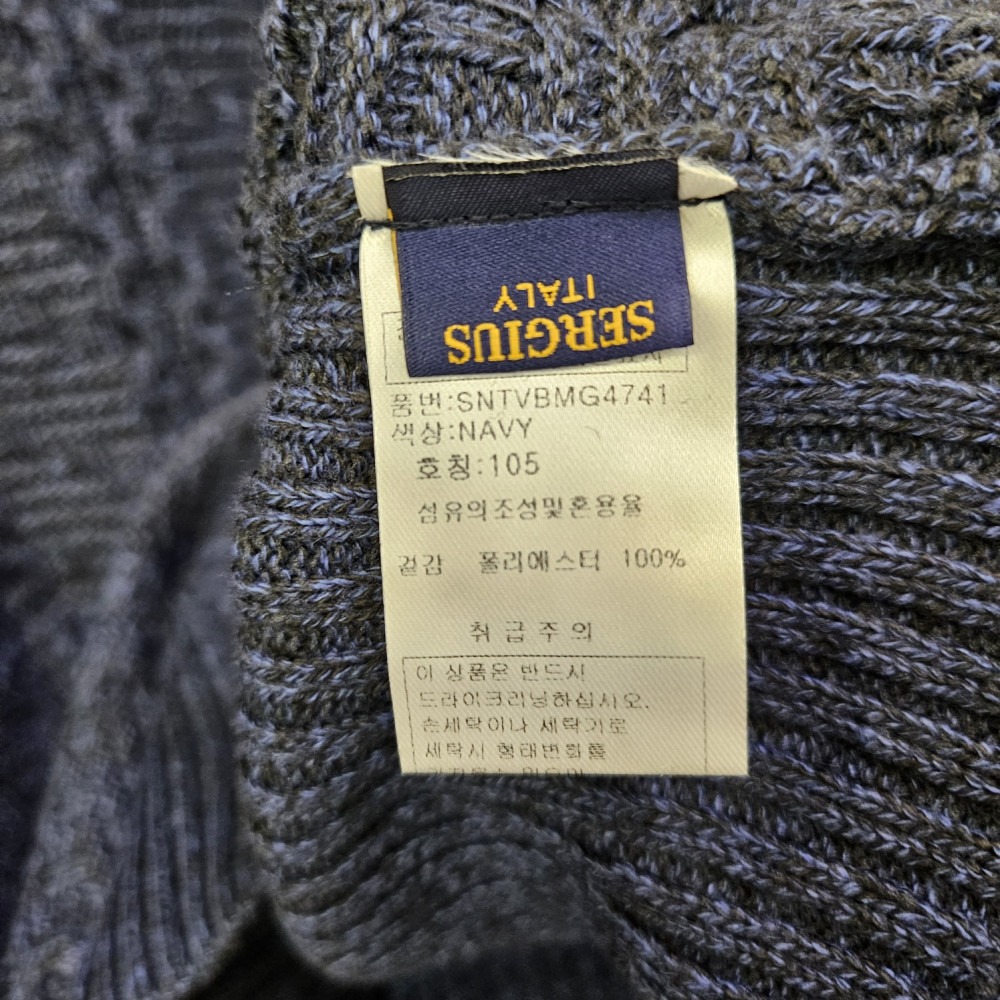 SERGIUS
ITALY
품번:SNTVBMG4741
색상:NAVY
호칭:105
섬유의조성및혼용율
겉감 폴리에스터 100%
취급주의
이 상품은 반드시
드라이크리닝하십시오.
손세탁이나 세탁기로
세탁시 형태변화를